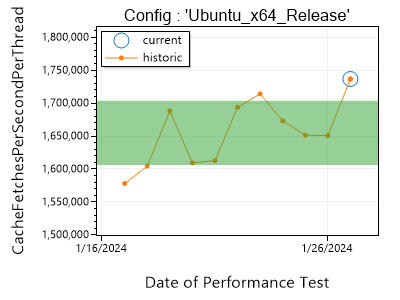 Config : 'Ubuntu_x64_Release'
CacheFetchesPerSecondPerThread
1,800,000
1,750,000
1,700,000
1,650,000
1,600,000
1,550,000
1,500,000
current
historic
1/16/2024
1/26/2024
Date of Performance Test